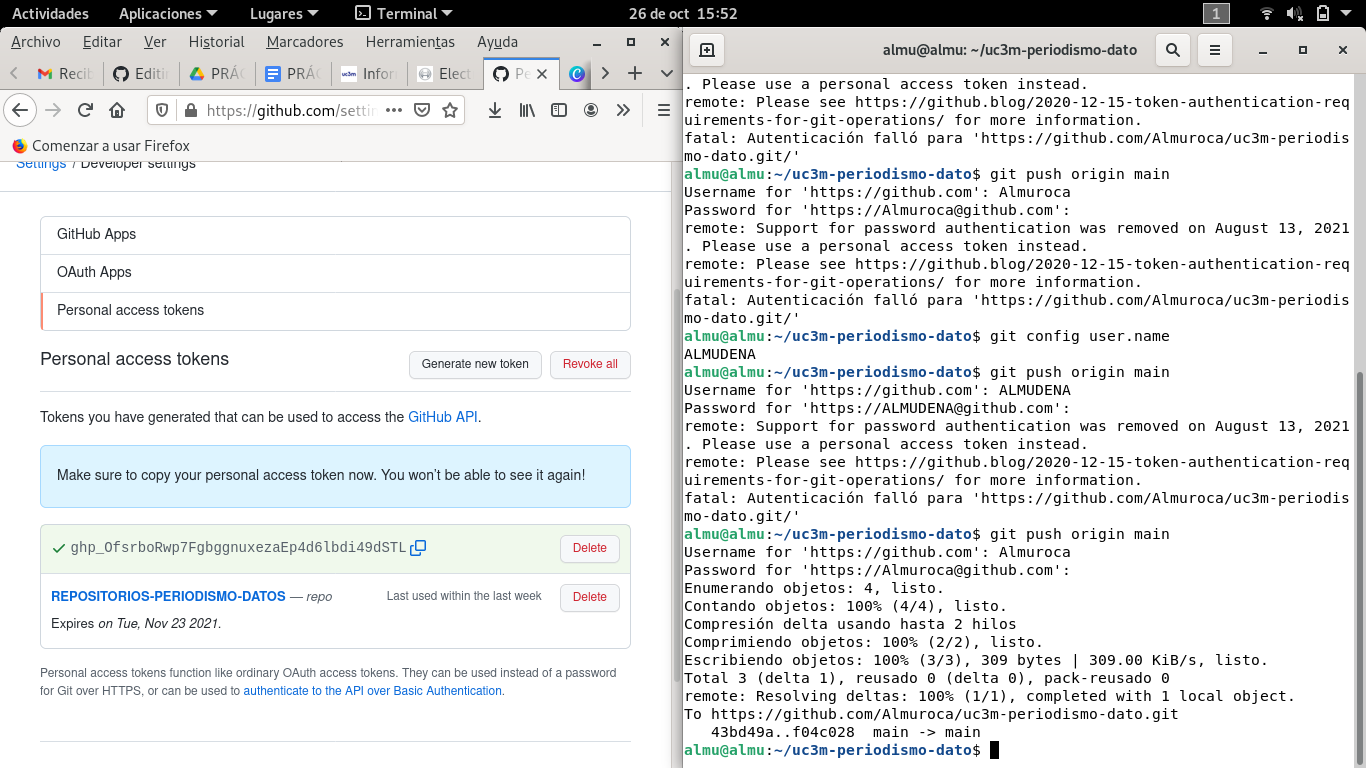 Actividades Aplicaciones Lugares Terminal 26 de oct 15:52 1
Archivo Editar Ver Historial Marcadores Herramientas Ayuda
Recib Editi PRÁC PRÁC Infor Elect Pe
https://github.com/settin
Comenzar a usar Firefox
Settings / Developer settings
GitHub Apps
OAuth Apps
Personal access tokens
Personal access tokens
Generate new token
Revoke all
Tokens you have generated that can be used to access the GitHub API.
Make sure to copy your personal access token now. You won't be able to see it again!
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
Delete
REPOSITORIOS-PERIODISMO-DATOS — repo
Last used within the last week
Delete
Expires on Tue, Nov 23 2021.
Personal access tokens function like ordinary OAuth access tokens. They can be used instead of a password
for Git over HTTPS, or can be used to authenticate to the API over Basic Authentication.
almu@almu: ~/uc3m-periodismo-dato
. Please use a personal access token instead.
remote: Please see https://github.blog/2020-12-15-token-authentication-req
uirements-for-git-operations/ for more information.
fatal: Autenticación falló para 'https://github.com/Almuroca/uc3m-periodis
mo-dato.git/'
almu@almu:~/uc3m-periodismo-dato$ git push origin main
Username for 'https://github.com': Almuroca
Password for 'https://Almuroca@github.com':
remote: Support for password authentication was removed on August 13, 2021
. Please use a personal access token instead.
remote: Please see https://github.blog/2020-12-15-token-authentication-req
uirements-for-git-operations/ for more information.
fatal: Autenticación falló para 'https://github.com/Almuroca/uc3m-periodis
mo-dato.git/'
almu@almu:~/uc3m-periodismo-dato$ git config user.name
ALMUDENA
almu@almu:~/uc3m-periodismo-dato$ git push origin main
Username for 'https://github.com': ALMUDENA
Password for 'https://ALMUDENA@github.com':
remote: Support for password authentication was removed on August 13, 2021
. Please use a personal access token instead.
remote: Please see https://github.blog/2020-12-15-token-authentication-req
uirements-for-git-operations/ for more information.
fatal: Autenticación falló para 'https://github.com/Almuroca/uc3m-periodis
mo-dato.git/'
almu@almu:~/uc3m-periodismo-dato$ git push origin main
Username for 'https://github.com': Almuroca
Password for 'https://Almuroca@github.com':
Enumerando objetos: 4, listo.
Contando objetos: 100% (4/4), listo.
Compresión delta usando hasta 2 hilos
Comprimiendo objetos: 100% (2/2), listo.
Escribiendo objetos: 100% (3/3), 309 bytes | 309.00 KiB/s, listo.
Total 3 (delta 1), reusado 0 (delta 0), pack-reusado 0
remote: Resolving deltas: 100% (1/1), completed with 1 local object.
To https://github.com/Almuroca/uc3m-periodismo-dato.git
43bd49a..f04c028 main -> main
almu@almu:~/uc3m-periodismo-dato$